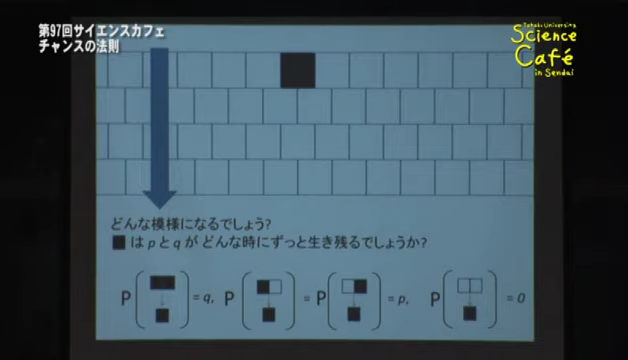 第97回サイエンスカフェ
チャンスの法則
Tohoku University
Science
Café
in Sendai
どんな模様になるでしょう?
■ は p と q が どんな時にずっと生き残るでしょうか?
P ( ■■ ↓ ■ ) = q, P ( ■□ ↓ ■ ) = P ( □■ ↓ ■ ) = p, P ( □□ ↓ ■ ) = 0